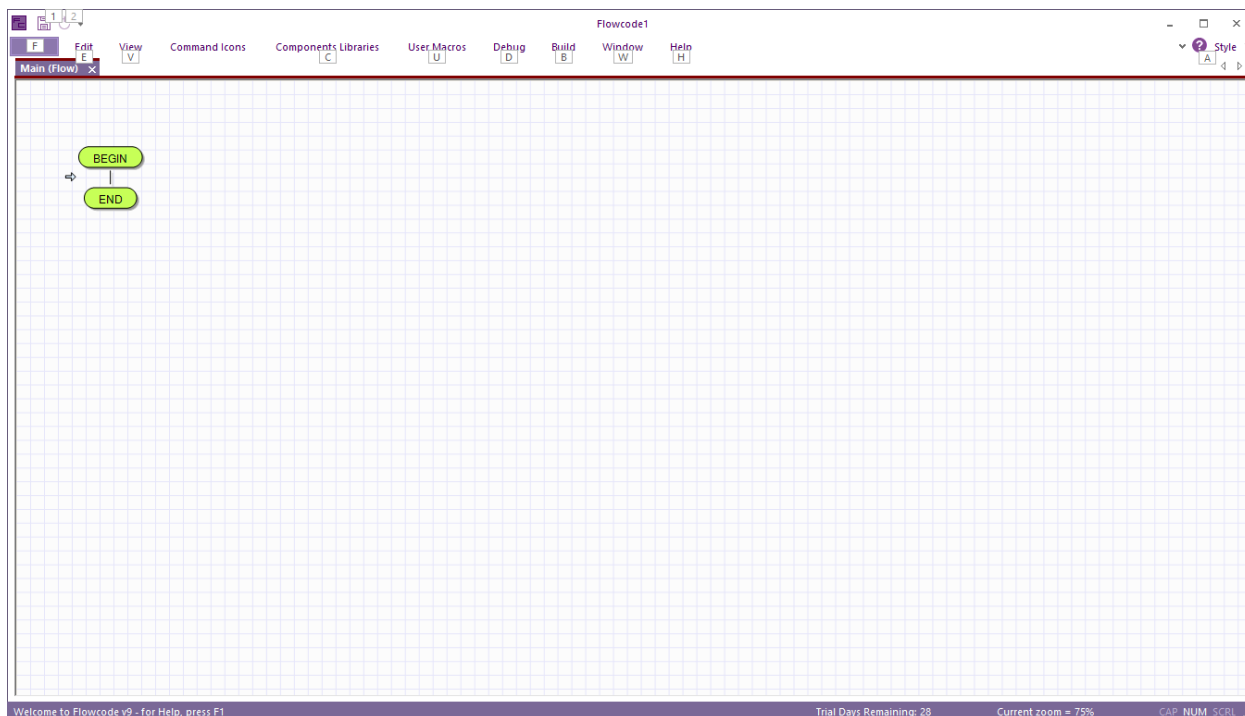 1 2
Flowcode1
F Edit View Command Icons Components Libraries User Macros Debug Build Window Help Style
E V C U D B W H A
Main (Flow)
BEGIN
END
Welcome to Flowcode v9 - for Help, press F1 Trial Days Remaining: 28 Current zoom = 75% CAP NUM SCRL